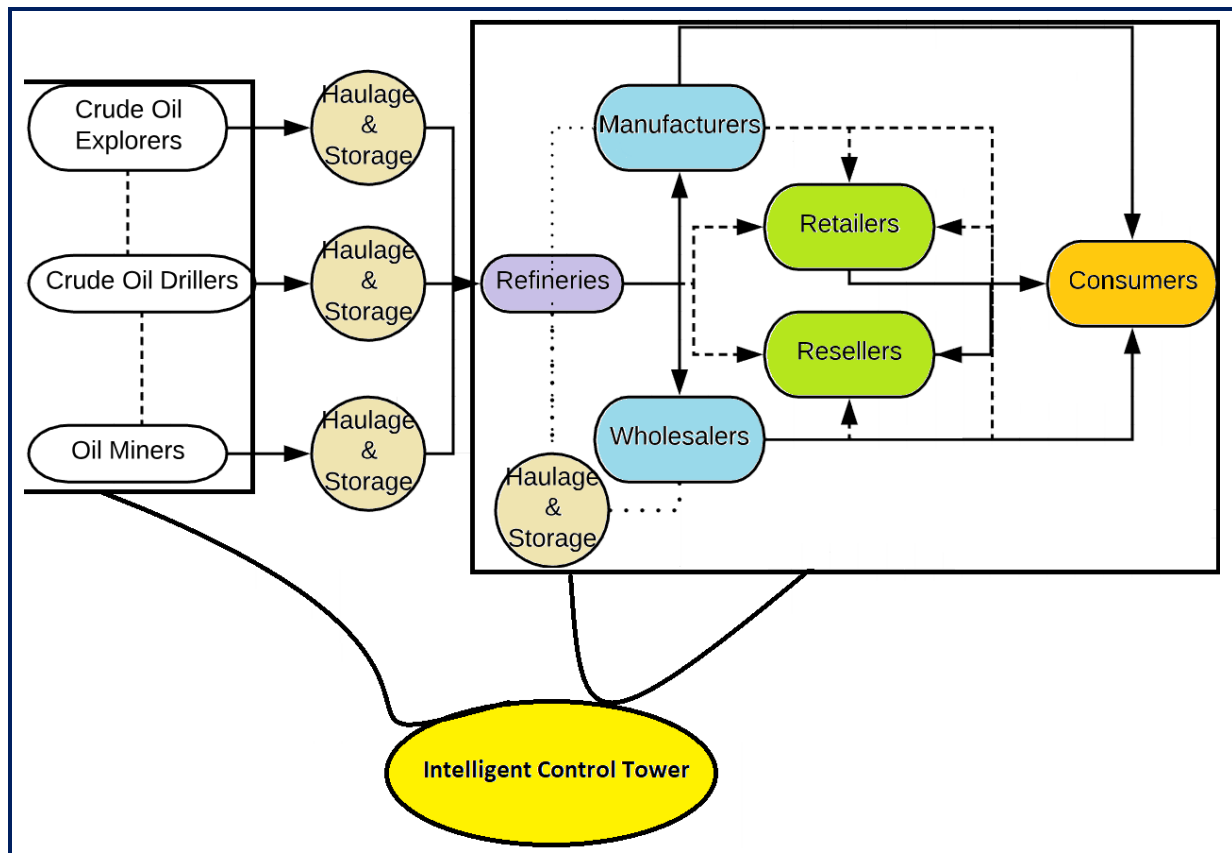 Crude Oil
Explorers
Haulage
&
Storage
Manufacturers
Retailers
Crude Oil Drillers
Haulage
&
Storage
Refineries
Consumers
Resellers
Oil Miners
Haulage
&
Storage
Wholesalers
Haulage
&
Storage
Intelligent Control Tower